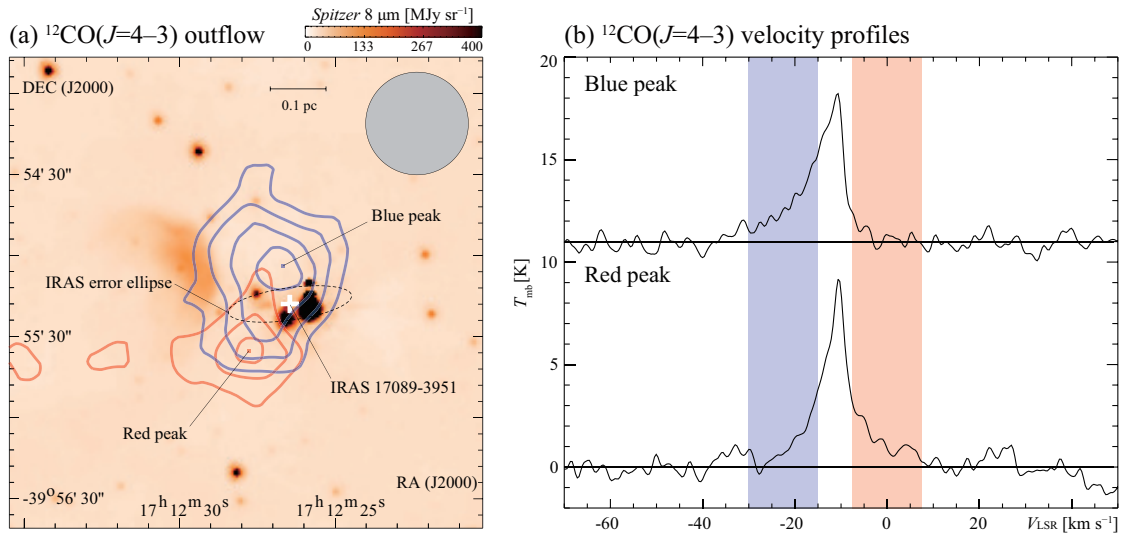 (a) ¹²CO(J=4–3) outflow
Spitzer 8 μm [MJy sr⁻¹]
0 133 267 400
DEC (J2000)
0.1 pc
54' 30"
Blue peak
IRAS error ellipse
55' 30"
IRAS 17089-3951
Red peak
RA (J2000)
-39° 56' 30"
17ʰ12ᵐ30ˢ 17ʰ12ᵐ25ˢ
(b) ¹²CO(J=4–3) velocity profiles
20
Blue peak
15
10
Red peak
Tmb [K]
5
0
-60 -40 -20 0 20 VLSR [km s⁻¹]